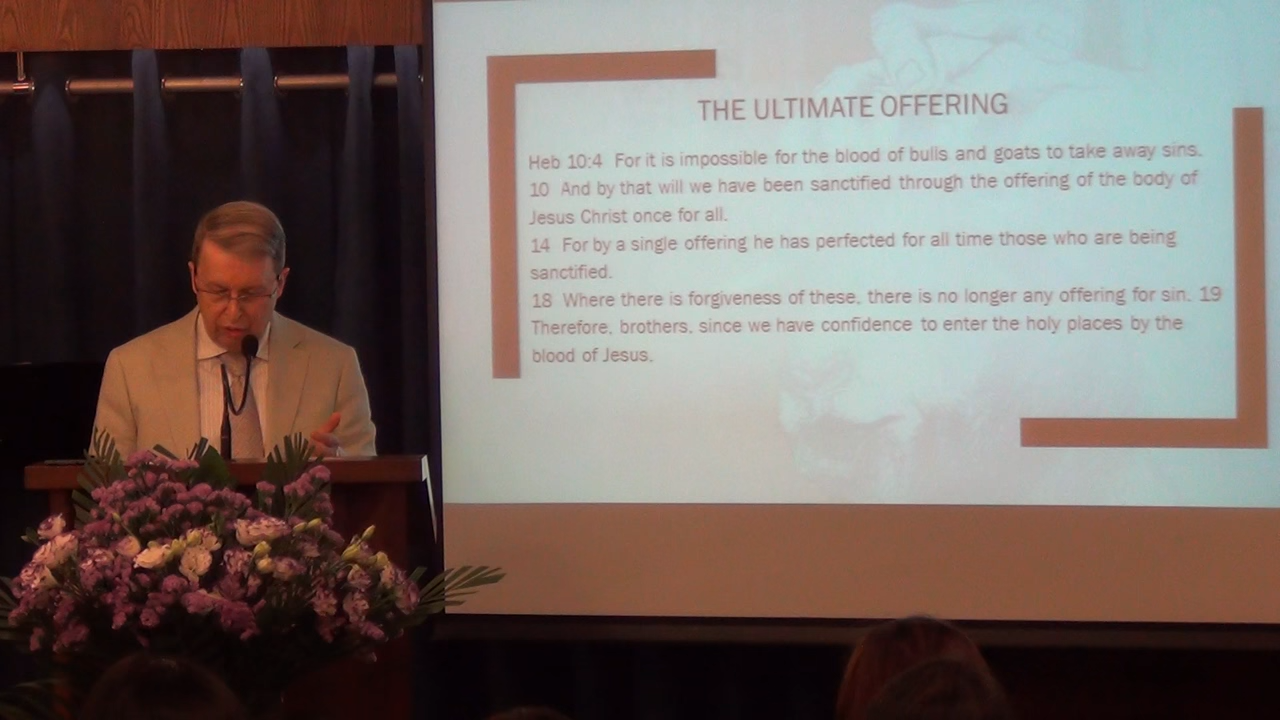 THE ULTIMATE OFFERING
Heb 10:4 For it is impossible for the blood of bulls and goats to take away sins.
10 And by that will we have been sanctified through the offering of the body of
Jesus Christ once for all.
14 For by a single offering he has perfected for all time those who are being
sanctified.
18 Where there is forgiveness of these, there is no longer any offering for sin. 19
Therefore, brothers, since we have confidence to enter the holy places by the
blood of Jesus,